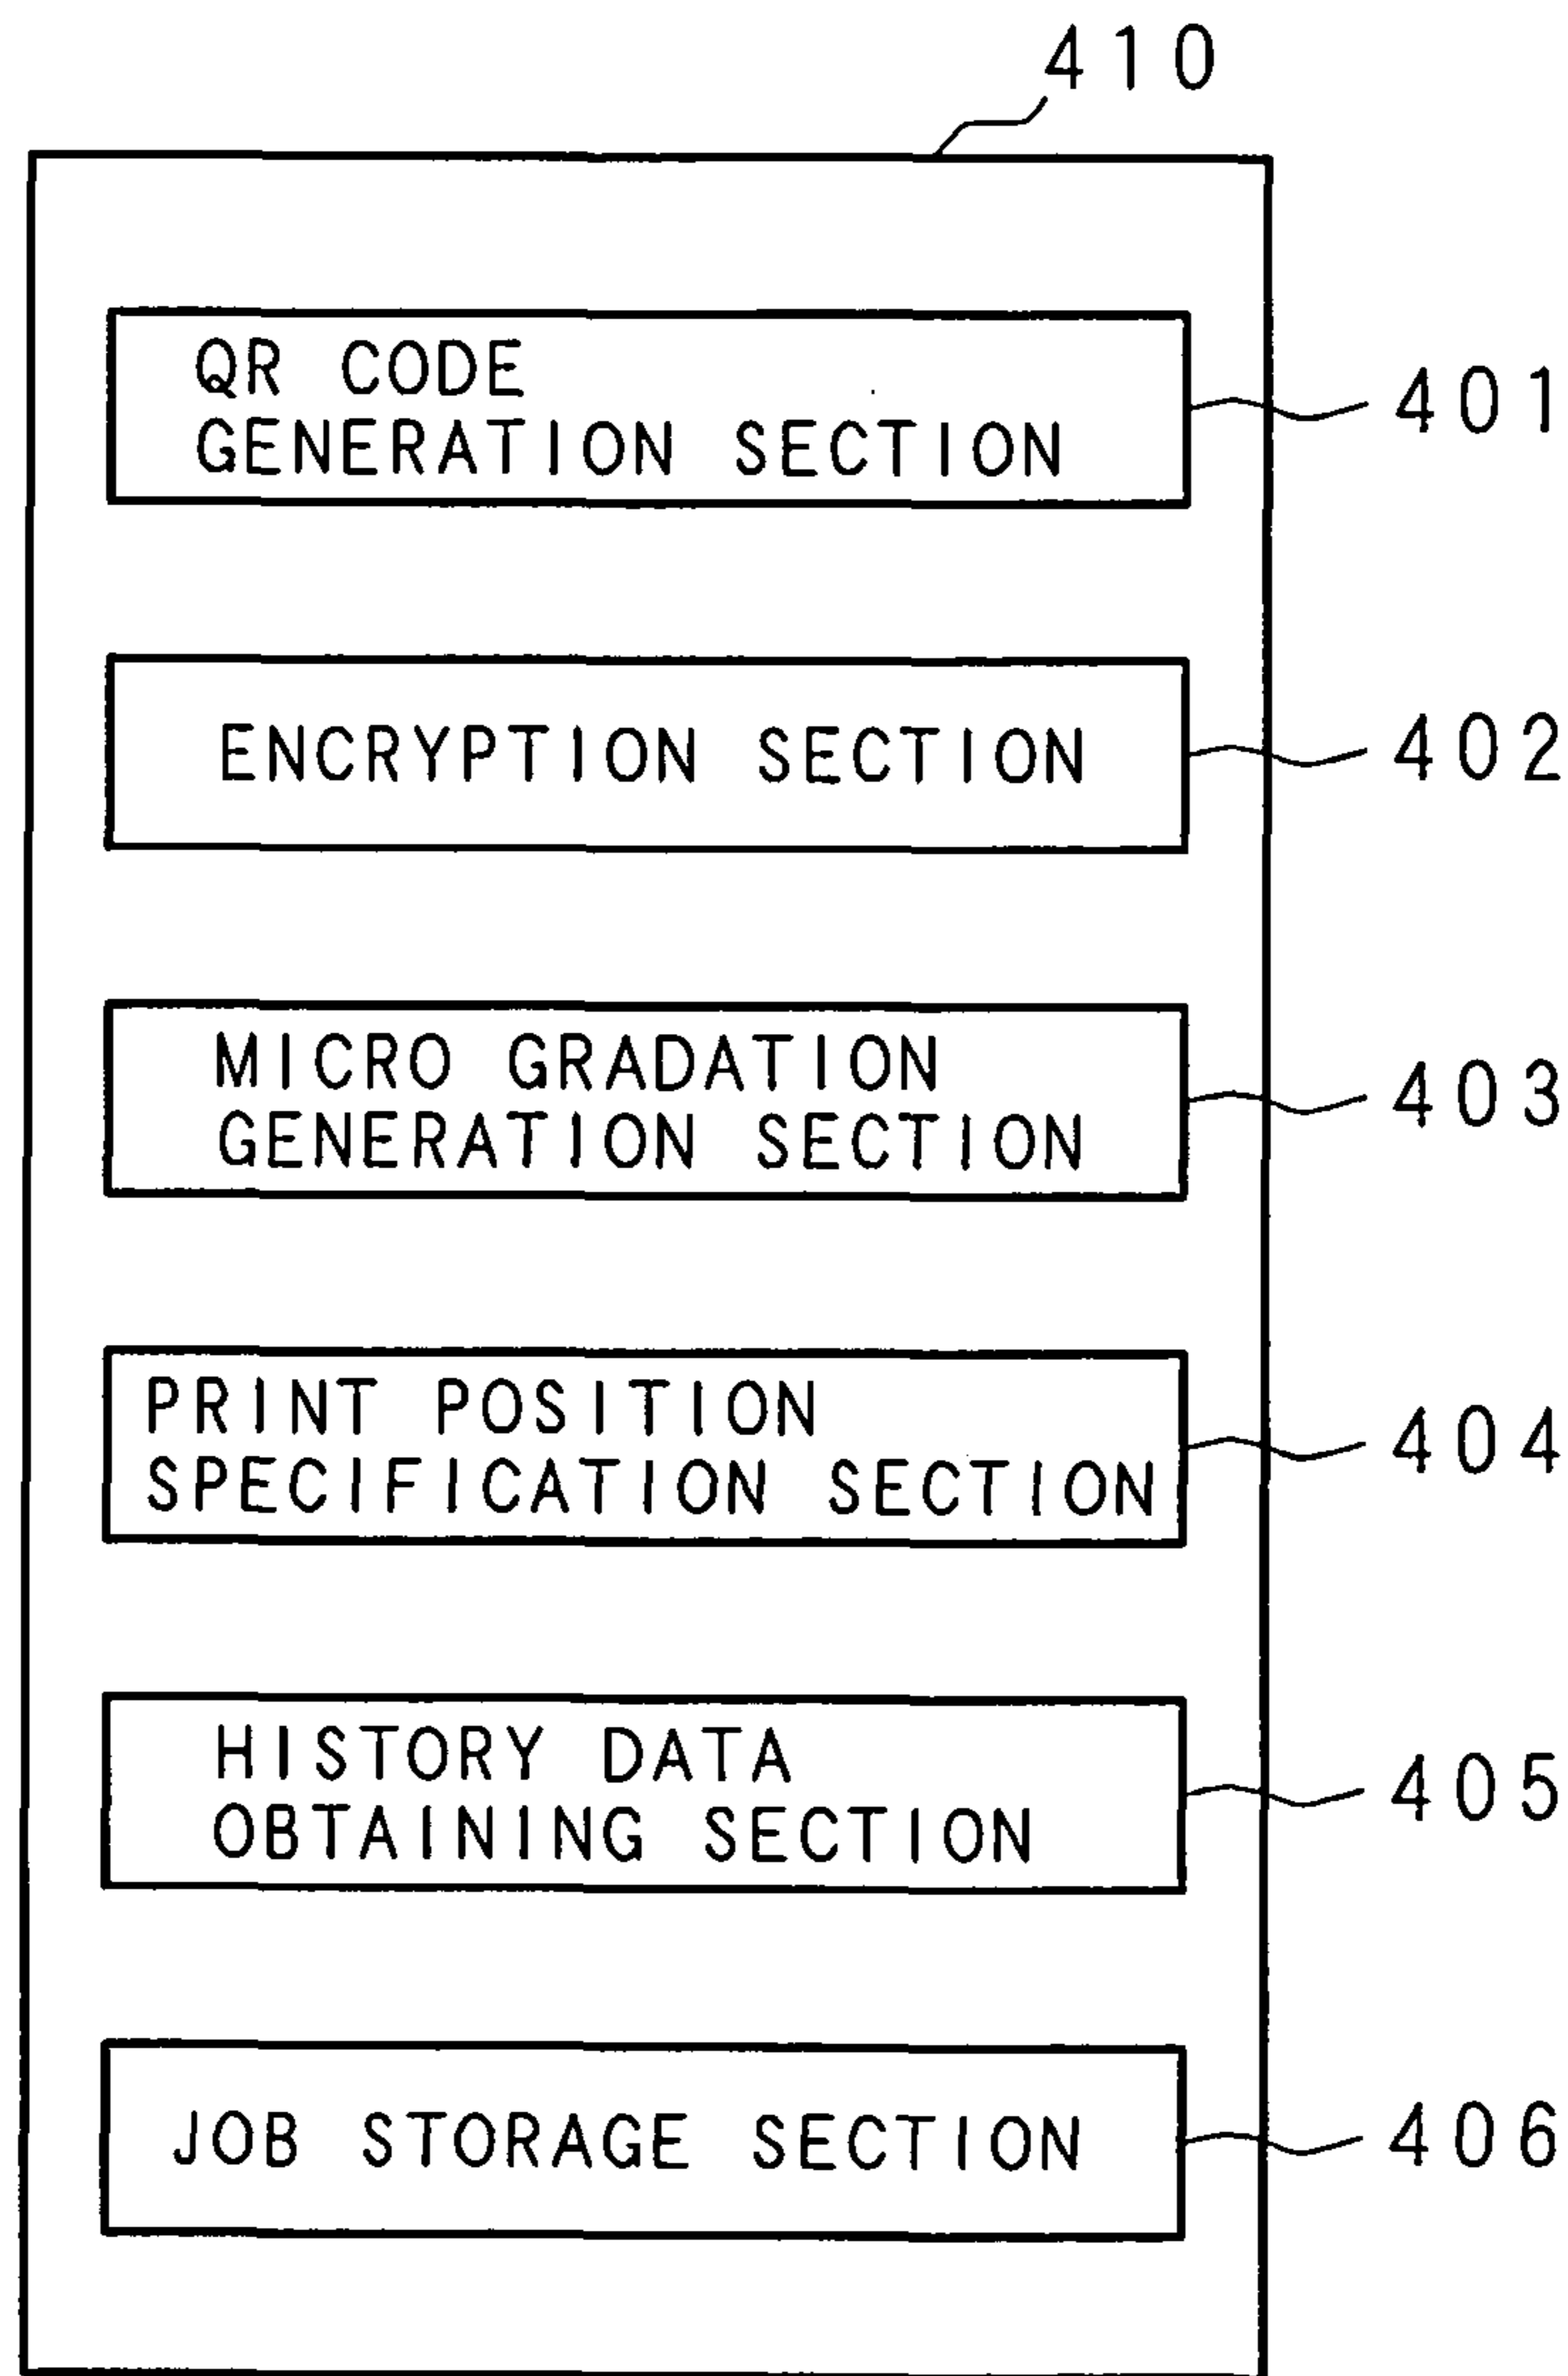 410
QR CODE
GENERATION SECTION
401
ENCRYPTION SECTION
402
MICRO GRADATION
GENERATION SECTION
403
PRINT POSITION
SPECIFICATION SECTION
404
HISTORY DATA
OBTAINING SECTION
405
JOB STORAGE SECTION
406